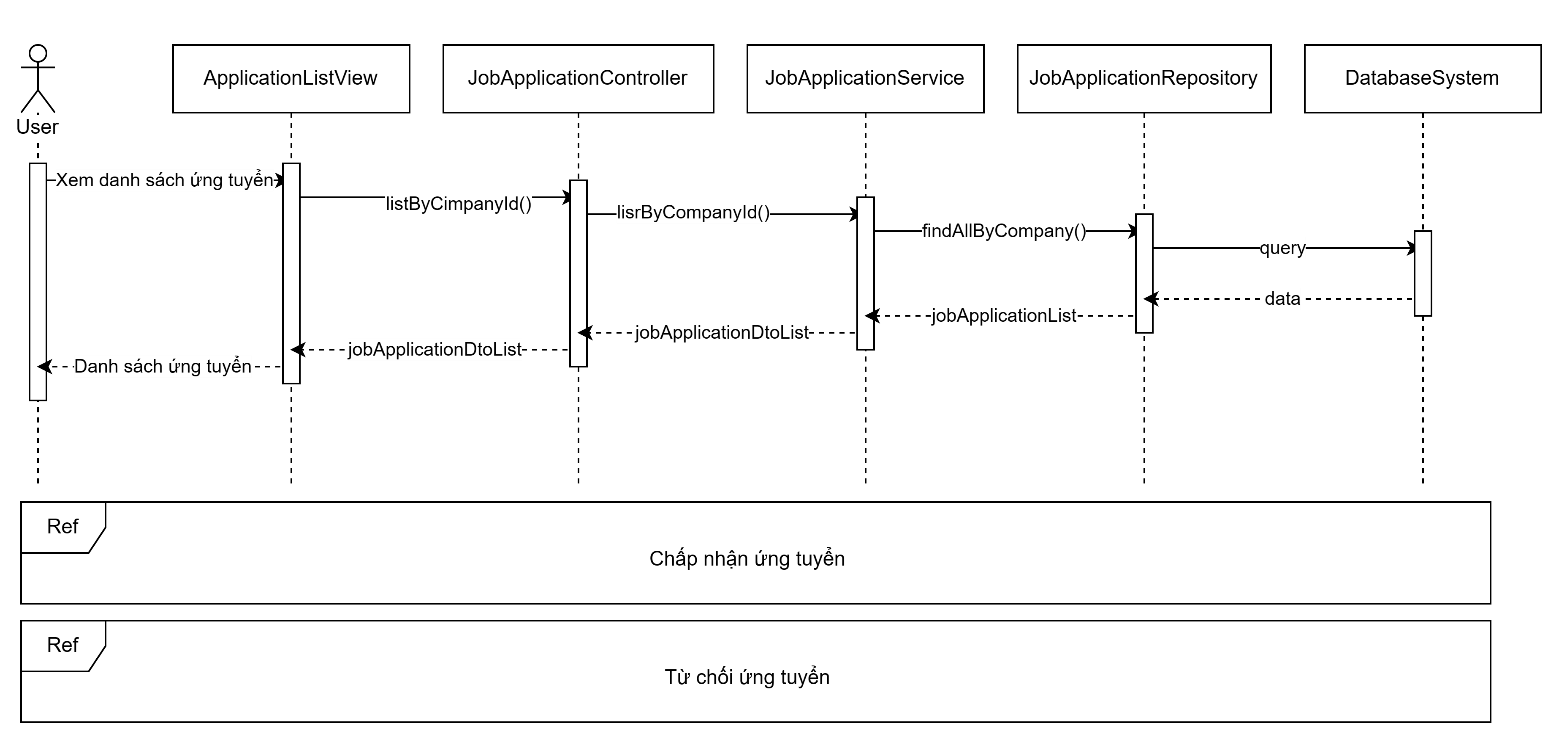 User
ApplicationListView
JobApplicationController
JobApplicationService
JobApplicationRepository
DatabaseSystem
Xem danh sách ứng tuyển
listByCimpanyId()
lisrByCompanyId()
findAllByCompany()
query
data
jobApplicationList
jobApplicationDtoList
jobApplicationDtoList
Danh sách ứng tuyển
Ref
Chấp nhận ứng tuyển
Ref
Từ chối ứng tuyển